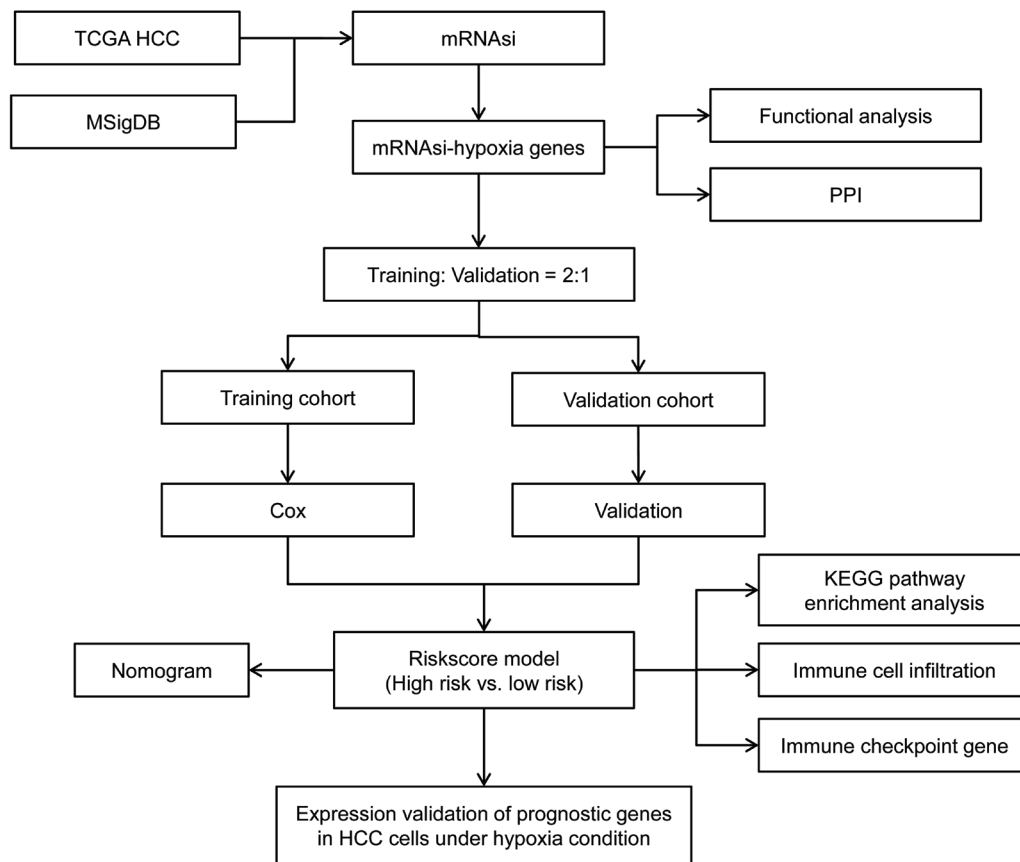 TCGA HCC
mRNAsi
MSigDB
mRNAsi-hypoxia genes
Functional analysis
PPI
Training: Validation = 2:1
Training cohort
Validation cohort
Cox
Validation
KEGG pathway
enrichment analysis
Nomogram
Riskscore model
(High risk vs. low risk)
Immune cell infiltration
Immune checkpoint gene
Expression validation of prognostic genes
in HCC cells under hypoxia condition